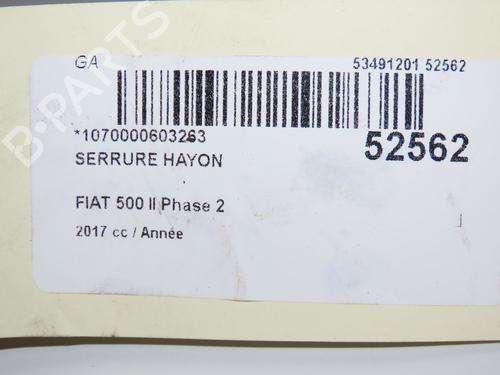 GA
53491201 52562
*1070000603263
52562
SERRURE HAYON
FIAT 500 II Phase 2
2017 cc / Année
B-PARTS